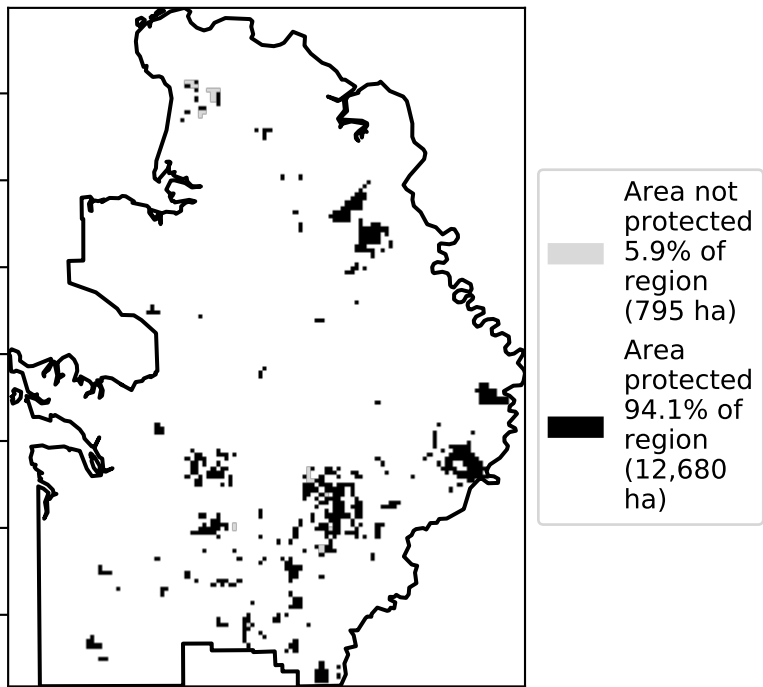 Area not
protected
5.9% of
region
(795 ha)
Area
protected
94.1% of
region
(12,680
ha)